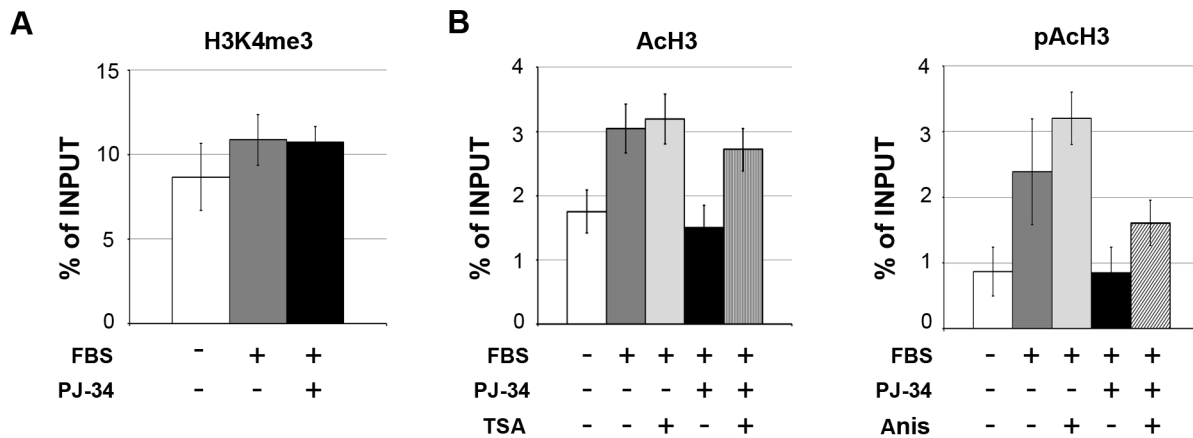 A
H3K4me3
% of INPUT
15
10
5
0
FBS - + +
PJ-34 - - +
B
AcH3
% of INPUT
4
3
2
1
0
FBS - + + + +
PJ-34 - - - + +
TSA - - + - +
pAcH3
% of INPUT
4
3
2
1
0
FBS - + + + +
PJ-34 - - - + +
Anis - - + - +